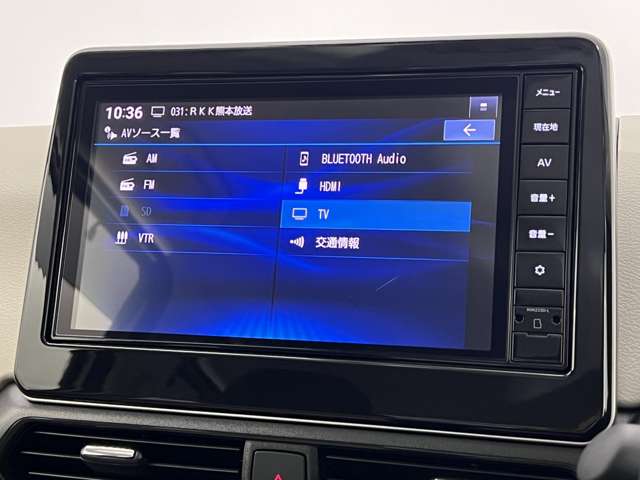 10:36 031:RKK熊本放送
AVソース一覧
AM
BLUETOOTH Audio
FM
HDMI
SD
TV
VTR
交通情報
メニュー
現在地
AV
音量+
音量-